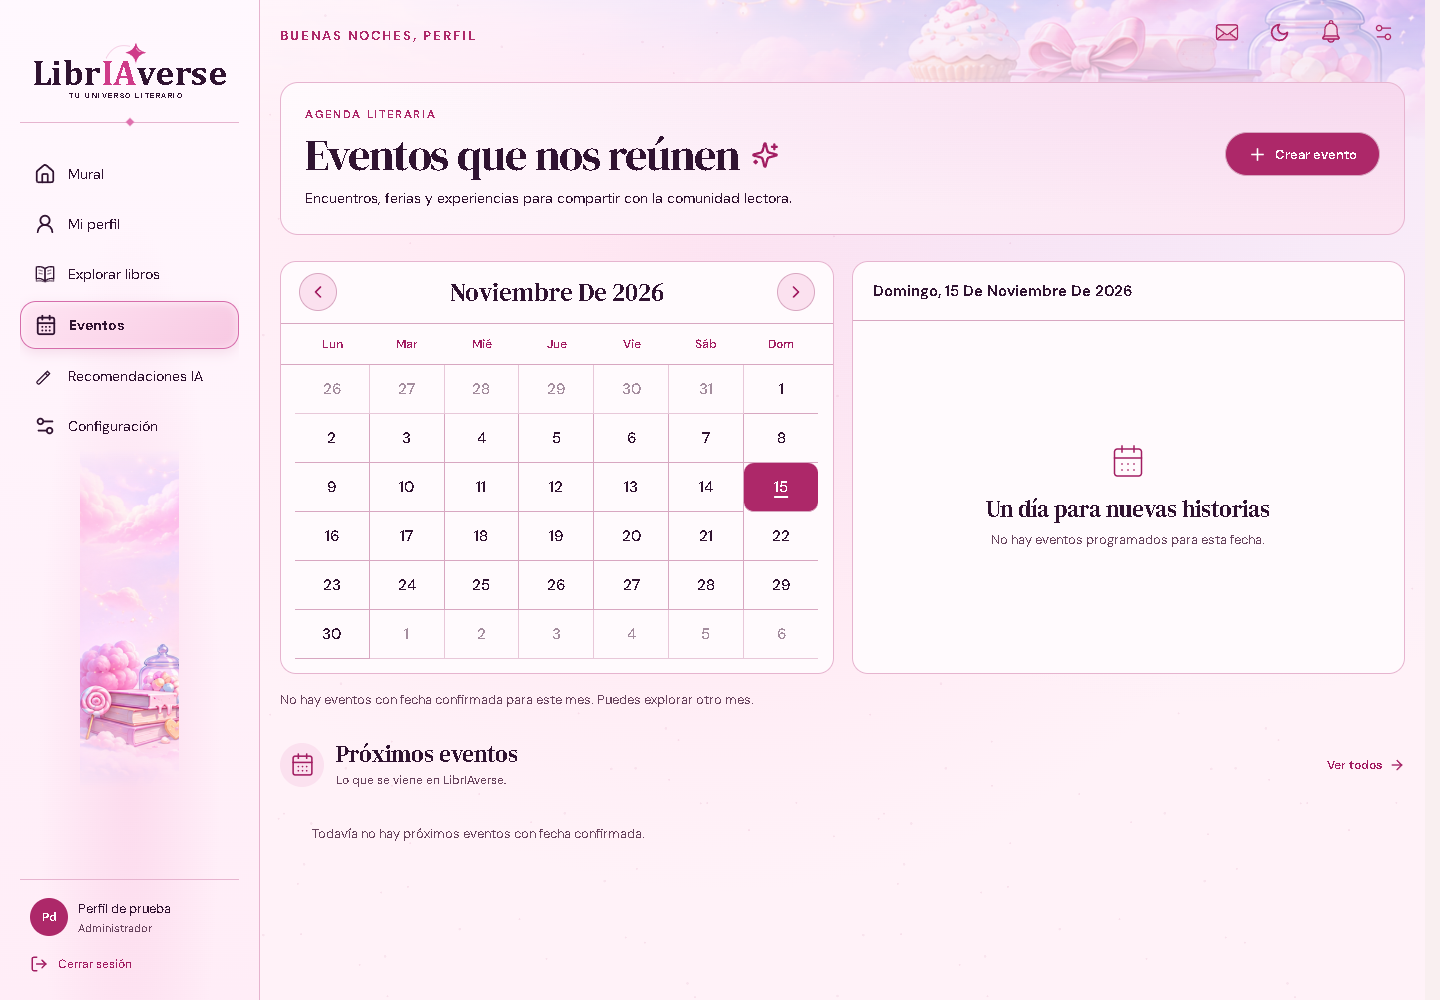 LibrIAverse
TU UNIVERSO LITERARIO
Mural
Mi perfil
Explorar libros
Eventos
Recomendaciones IA
Configuración
Pd
Perfil de prueba
Administrador
Cerrar sesión
BUENAS NOCHES, PERFIL
AGENDA LITERARIA
Eventos que nos reúnen
Encuentros, ferias y experiencias para compartir con la comunidad lectora.
Crear evento
Noviembre De 2026
Lun Mar Mié Jue Vie Sáb Dom
26 27 28 29 30 31 1
2 3 4 5 6 7 8
9 10 11 12 13 14 15
16 17 18 19 20 21 22
23 24 25 26 27 28 29
30 1 2 3 4 5 6
Domingo, 15 De Noviembre De 2026
Un día para nuevas historias
No hay eventos programados para esta fecha.
No hay eventos con fecha confirmada para este mes. Puedes explorar otro mes.
Próximos eventos
Lo que se viene en LibrIAverse.
Ver todos
Todavía no hay próximos eventos con fecha confirmada.